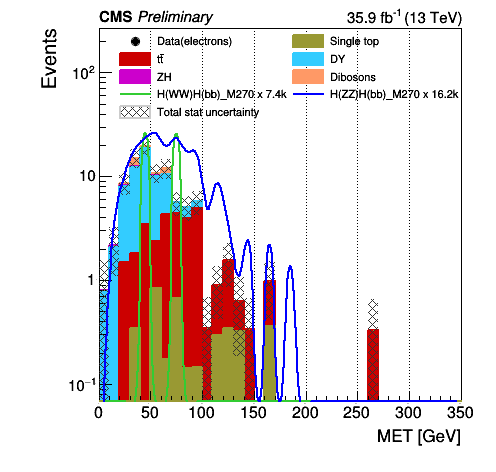 CMS Preliminary 35.9 fb⁻¹ (13 TeV)
Events
Data(electrons) Single top
tt̄ DY
ZH Dibosons
H(WW)H(bb)_M270 x 7.4k H(ZZ)H(bb)_M270 x 16.2k
Total stat uncertainty
10²
10
1
10⁻¹
0 50 100 150 200 250 300 350
MET [GeV]